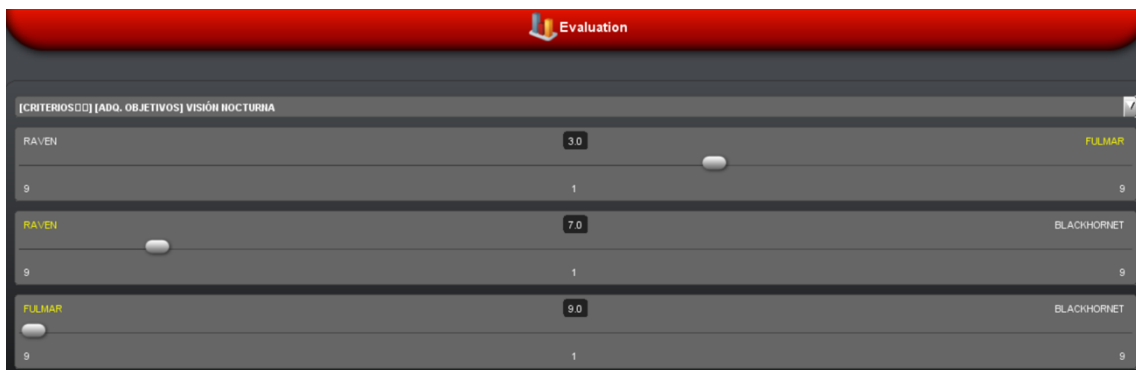 Evaluation
[CRITERIOS□□] [ADQ. OBJETIVOS] VISIÓN NOCTURNA
RAVEN 3.0 FULMAR
9 1 9
RAVEN 7.0 BLACKHORNET
9 1 9
FULMAR 9.0 BLACKHORNET
9 1 9